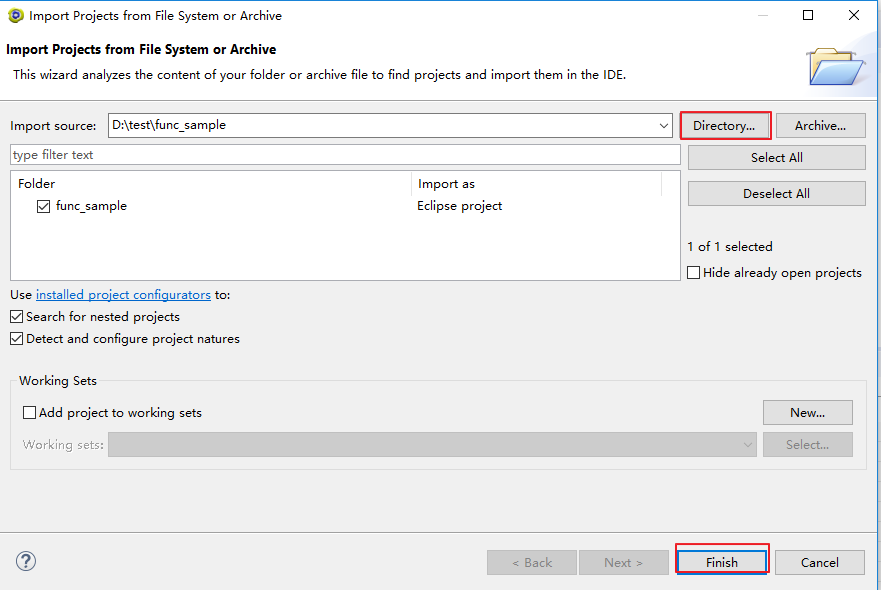 Import Projects from File System or Archive
Import Projects from File System or Archive
This wizard analyzes the content of your folder or archive file to find projects and import them in the IDE.
Import source: D:\test\func_sample Directory... Archive...
type filter text Select All
Folder Import as Deselect All
func_sample Eclipse project
1 of 1 selected
Hide already open projects
Use installed project configurators to:
Search for nested projects
Detect and configure project natures
Working Sets
Add project to working sets New...
Working sets: Select...
? < Back Next > Finish Cancel